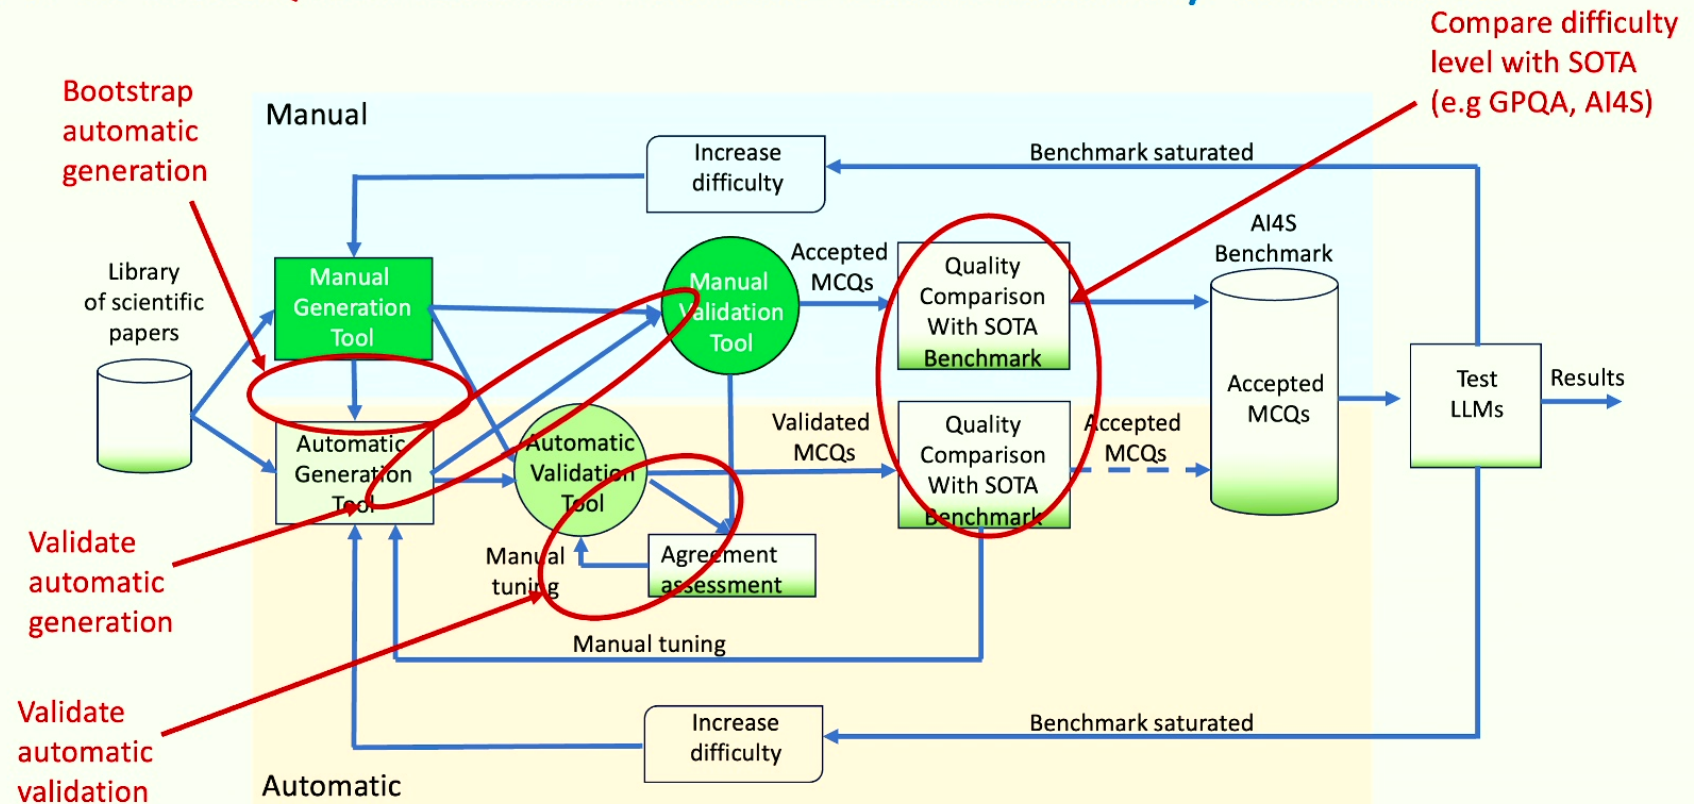 Compare difficulty
level with SOTA
(e.g GPQA, AI4S)
Bootstrap
automatic
generation
Manual
Increase
difficulty
Benchmark saturated
AI4S
Benchmark
Library
of scientific
papers
Manual
Generation
Tool
Manual
Validation
Tool
Accepted
MCQs
Quality
Comparison
With SOTA
Benchmark
Accepted
MCQs
Test
LLMs
Results
Automatic
Generation
Tool
Automatic
Validation
Tool
Validated
MCQs
Quality
Comparison
With SOTA
Benchmark
Accepted
MCQs
Validate
automatic
generation
Manual
tuning
Agreement
assessment
Manual tuning
Validate
automatic
validation
Increase
difficulty
Benchmark saturated
Automatic